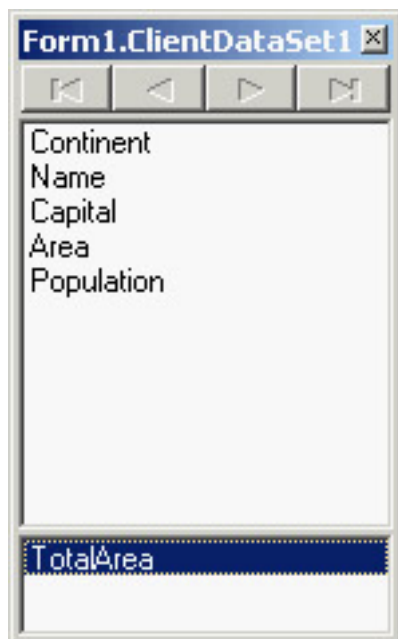 Form1.ClientDataSet1
Continent
Name
Capital
Area
Population
TotalArea